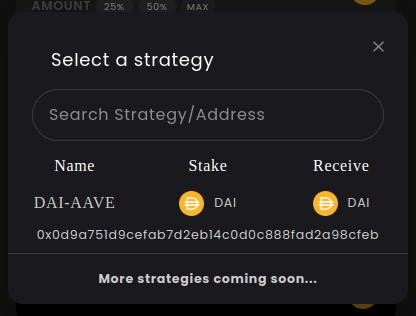 AMOUNT 25% 50% MAX
Select a strategy
Search Strategy/Address
Name Stake Receive
DAI-AAVE DAI DAI
0x0d9a751d9cefab7d2eb14c0d0c888fad2a98cfeb
More strategies coming soon...